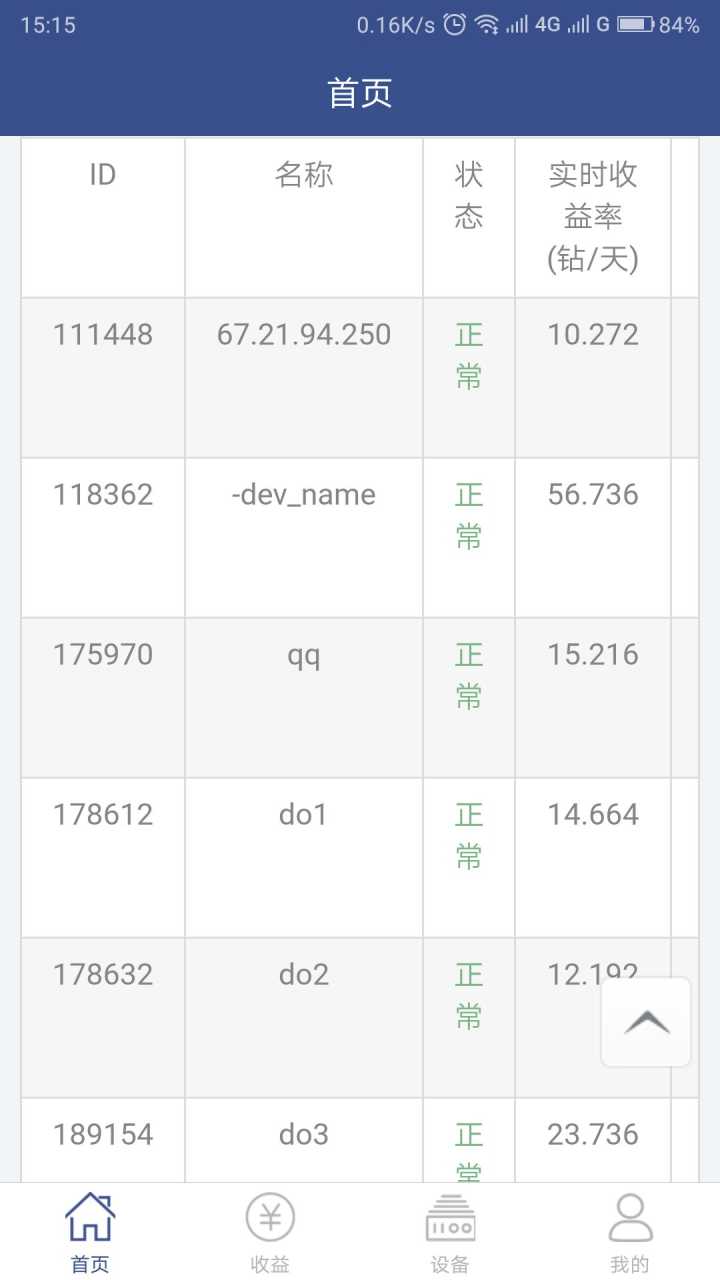 15:15 0.16K/s 4G G 84%
首页
ID 名称 状 实时收
态 益率
(钻/天)
111448 67.21.94.250 正 10.272
常
118362 -dev_name 正 56.736
常
175970 qq 正 15.216
常
178612 do1 正 14.664
常
178632 do2 正 12.192
常
189154 do3 正 23.736
常
首页 收益 设备 我的